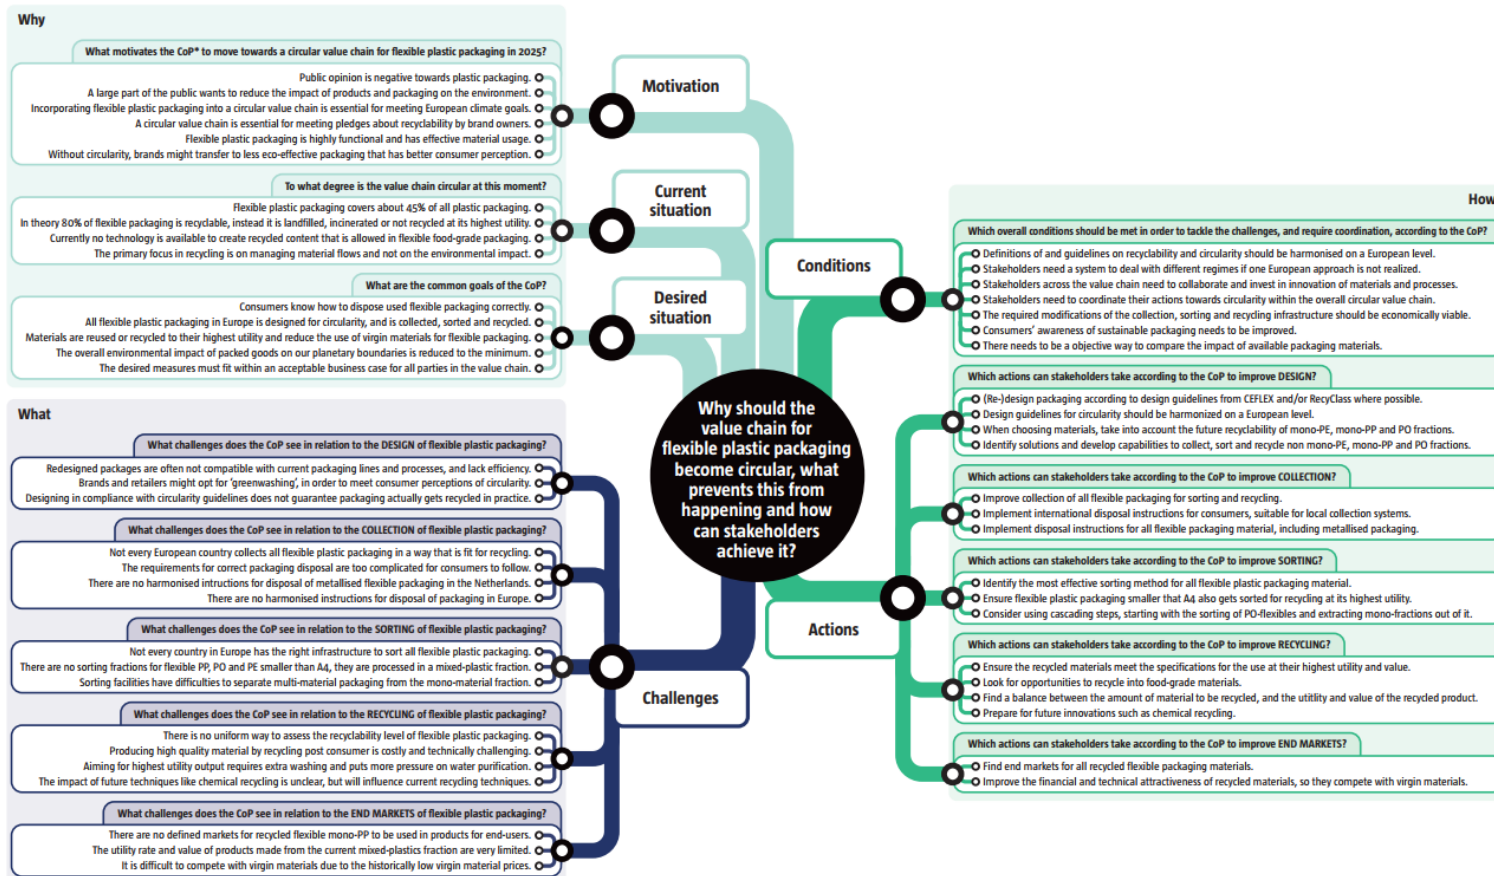 Why
What motivates the CoP* to move towards a circular value chain for flexible plastic packaging in 2025?
Public opinion is negative towards plastic packaging.
A large part of the public wants to reduce the impact of products and packaging on the environment.
Incorporating flexible plastic packaging into a circular value chain is essential for meeting European climate goals.
A circular value chain is essential for meeting pledges about recyclability by brand owners.
Flexible plastic packaging is highly functional and has effective material usage.
Without circularity, brands might transfer to less eco-effective packaging that has better consumer perception.
Motivation
To what degree is the value chain circular at this moment?
Flexible plastic packaging covers about 45% of all plastic packaging.
In theory 80% of flexible packaging is recyclable, instead it is landfilled, incinerated or not recycled at its highest utility.
Currently no technology is available to create recycled content that is allowed in flexible food-grade packaging.
The primary focus in recycling is on managing material flows and not on the environmental impact.
Current
situation
What are the common goals of the CoP?
Consumers know how to dispose used flexible packaging correctly.
All flexible plastic packaging in Europe is designed for circularity, and is collected, sorted and recycled.
Materials are reused or recycled to their highest utility and reduce the use of virgin materials for flexible packaging.
The overall environmental impact of packed goods on our planetary boundaries is reduced to the minimum.
The desired measures must fit within an acceptable business case for all parties in the value chain.
Desired
situation
Why should the
value chain for
flexible plastic packaging
become circular, what
prevents this from
happening and how
can stakeholders
achieve it?
What
What challenges does the CoP see in relation to the DESIGN of flexible plastic packaging?
Redesigned packages are often not compatible with current packaging lines and processes, and lack efficiency.
Brands and retailers might opt for 'greenwashing', in order to meet consumer perceptions of circularity.
Designing in compliance with circularity guidelines does not guarantee packaging actually gets recycled in practice.
What challenges does the CoP see in relation to the COLLECTION of flexible plastic packaging?
Not every European country collects all flexible plastic packaging in a way that is fit for recycling.
The requirements for correct packaging disposal are too complicated for consumers to follow.
There are no harmonised intructions for disposal of metallised flexible packaging in the Netherlands.
There are no harmonised instructions for disposal of packaging in Europe.
What challenges does the CoP see in relation to the SORTING of flexible plastic packaging?
Not every country in Europe has the right infrastructure to sort all flexible plastic packaging.
There are no sorting fractions for flexible PP, PO and PE smaller than A4, they are processed in a mixed-plastic fraction.
Sorting facilities have difficulties to separate multi-material packaging from the mono-material fraction.
What challenges does the CoP see in relation to the RECYCLING of flexible plastic packaging?
There is no uniform way to assess the recyclability level of flexible plastic packaging.
Producing high quality material by recycling post consumer is costly and technically challenging.
Aiming for highest utility output requires extra washing and puts more pressure on water purification.
The impact of future techniques like chemical recycling is unclear, but will influence current recycling techniques.
What challenges does the CoP see in relation to the END MARKETS of flexible plastic packaging?
There are no defined markets for recycled flexible mono-PP to be used in products for end-users.
The utility rate and value of products made from the current mixed-plastics fraction are very limited.
It is difficult to compete with virgin materials due to the historically low virgin material prices.
Challenges
How
Conditions
Which overall conditions should be met in order to tackle the challenges, and require coordination, according to the CoP?
Definitions of and guidelines on recyclability and circularity should be harmonised on a European level.
Stakeholders need a system to deal with different regimes if one European approach is not realized.
Stakeholders across the value chain need to collaborate and invest in innovation of materials and processes.
Stakeholders need to coordinate their actions towards circularity within the overall circular value chain.
The required modifications of the collection, sorting and recycling infrastructure should be economically viable.
Consumers' awareness of sustainable packaging needs to be improved.
There needs to be a objective way to compare the impact of available packaging materials.
Actions
Which actions can stakeholders take according to the CoP to improve DESIGN?
(Re-)design packaging according to design guidelines from CEFLEX and/or RecyClass where possible.
Design guidelines for circularity should be harmonized on a European level.
When choosing materials, take into account the future recyclability of mono-PE, mono-PP and PO fractions.
Identify solutions and develop capabilities to collect, sort and recycle non mono-PE, mono-PP and PO fractions.
Which actions can stakeholders take according to the CoP to improve COLLECTION?
Improve collection of all flexible packaging for sorting and recycling.
Implement international disposal instructions for consumers, suitable for local collection systems.
Implement disposal instructions for all flexible packaging material, including metallised packaging.
Which actions can stakeholders take according to the CoP to improve SORTING?
Identify the most effective sorting method for all flexible plastic packaging material.
Ensure flexible plastic packaging smaller that A4 also gets sorted for recycling at its highest utility.
Consider using cascading steps, starting with the sorting of PO-flexibles and extracting mono-fractions out of it.
Which actions can stakeholders take according to the CoP to improve RECYCLING?
Ensure the recycled materials meet the specifications for the use at their highest utility and value.
Look for opportunities to recycle into food-grade materials.
Find a balance between the amount of material to be recycled, and the utitlity and value of the recycled product.
Prepare for future innovations such as chemical recycling.
Which actions can stakeholders take according to the CoP to improve END MARKETS?
Find end markets for all recycled flexible packaging materials.
Improve the financial and technical attractiveness of recycled materials, so they compete with virgin materials.